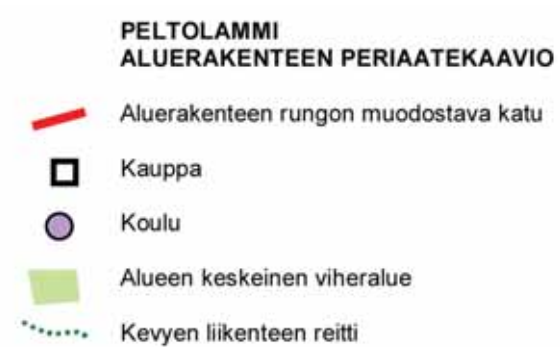 PELTOLAMMI
ALUERAKENTEEN PERIAATEKAAVIO
Aluerakenteen rungon muodostava katu
Kauppa
Koulu
Alueen keskeinen viheralue
Kevyen liikenteen reitti